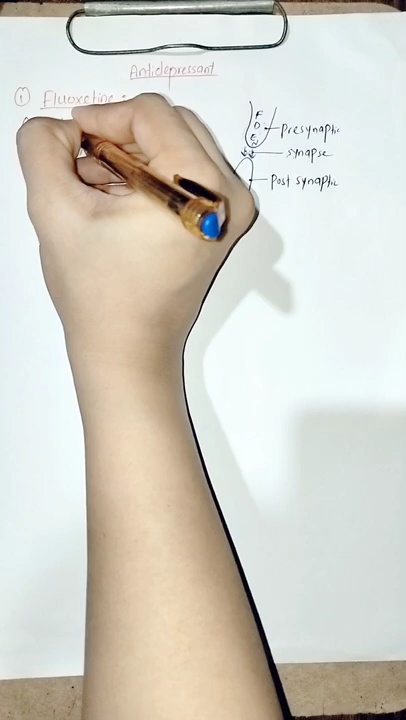 Antidepressant
① Fluoxetine
F
D
E
N
presynaptic
synapse
Post synaptic